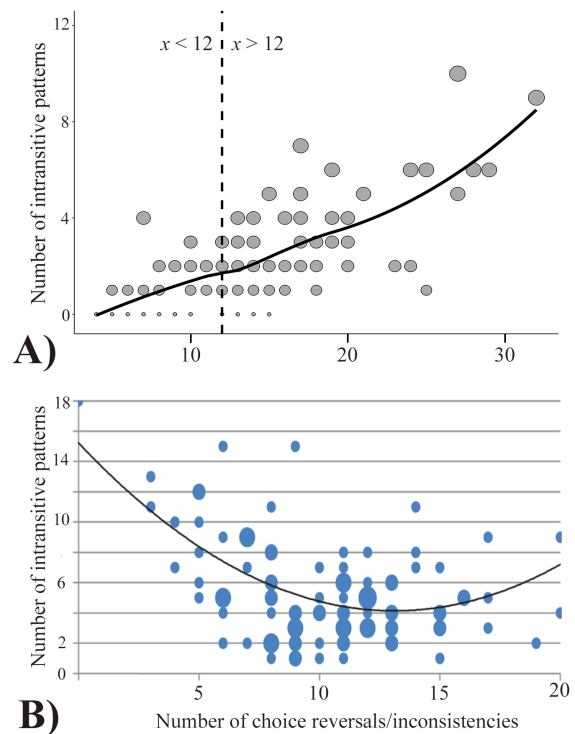 12
x < 12 x > 12
8
4
0
Number of intransitive patterns
10 20 30
A)
18
14
10
6
2
0
Number of intransitive patterns
5 10 15 20
Number of choice reversals/inconsistencies
B)